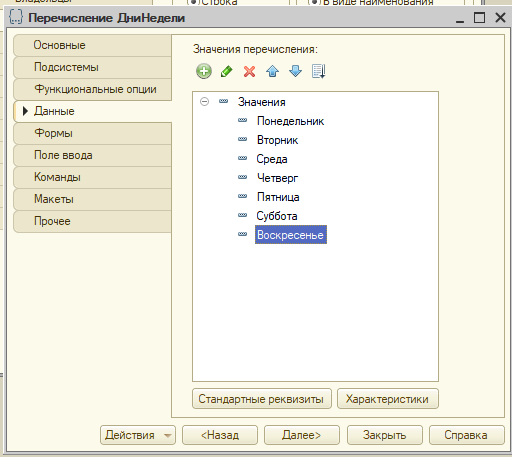 Строка
В виде наименования
Перечисление ДниНедели
Основные
Подсистемы
Функциональные опции
Данные
Формы
Поле ввода
Команды
Макеты
Прочее
Значения перечисления:
Значения
Понедельник
Вторник
Среда
Четверг
Пятница
Суббота
Воскресенье
Стандартные реквизиты
Характеристики
Действия
<Назад
Далее>
Закрыть
Справка